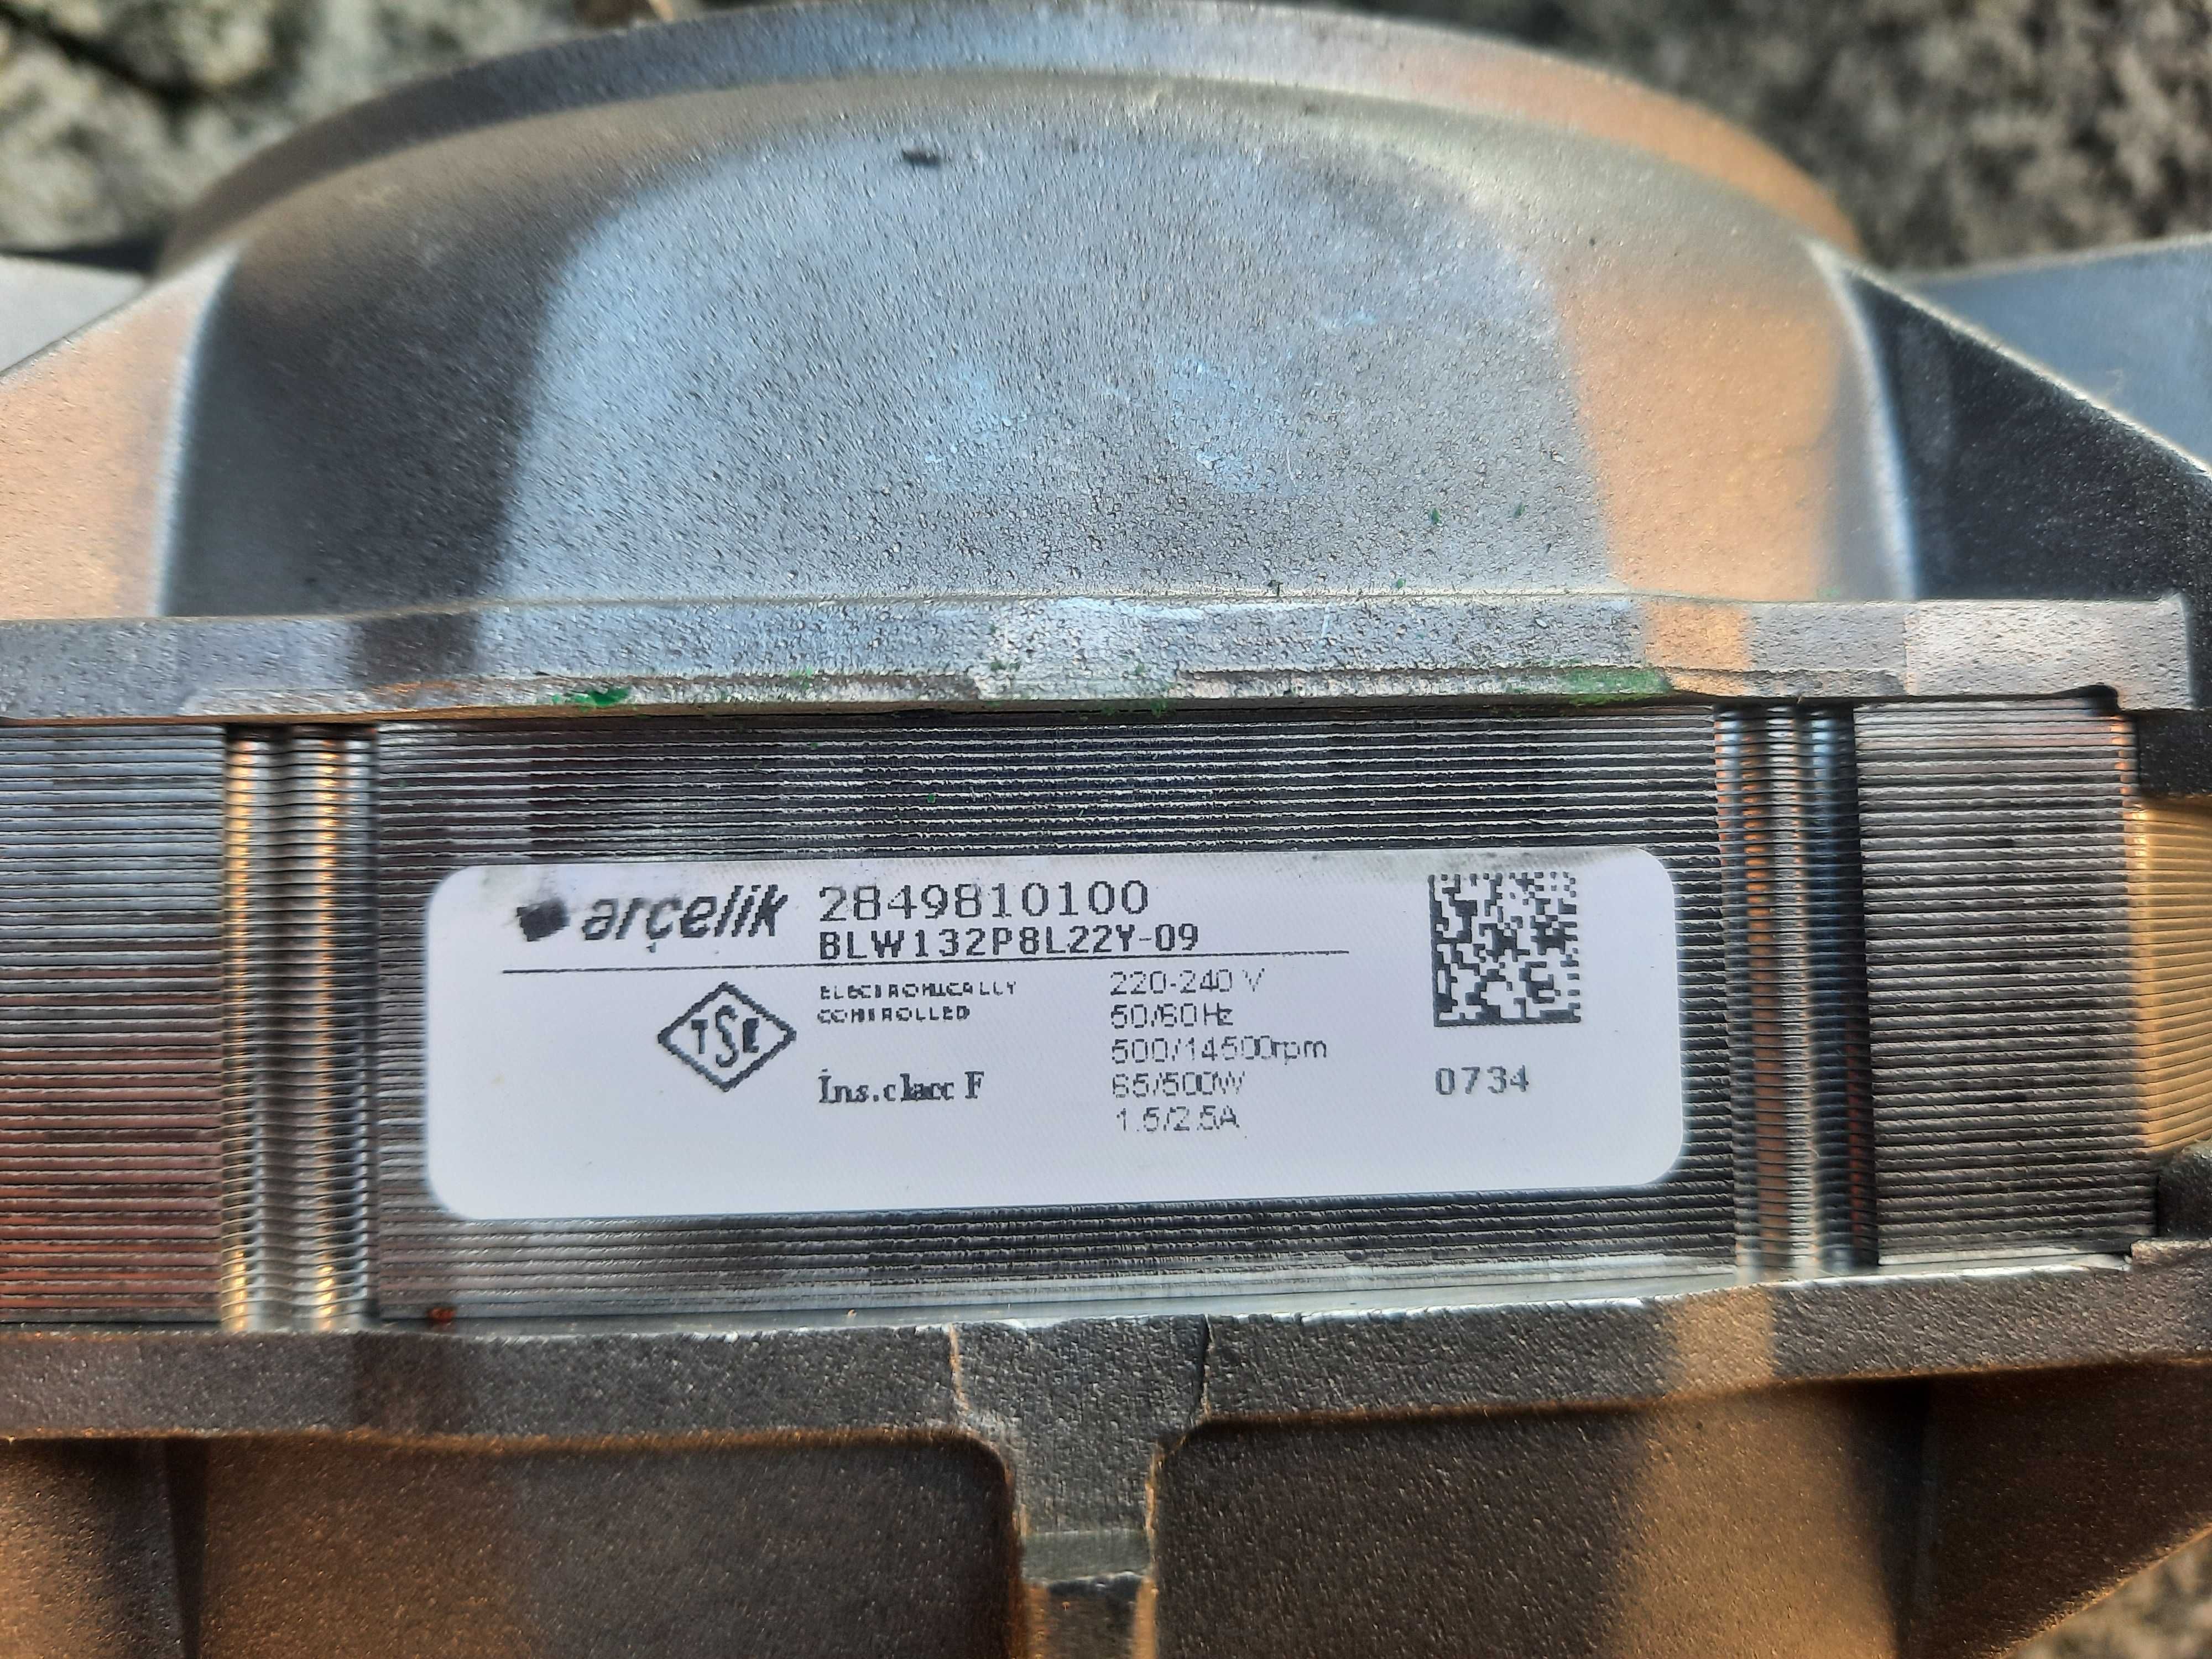 arçelik 2849810100
BLW132P8L22Y-09
TSE
ELECTRONICALLY
CONTROLLED
İns.class F
220-240 V
50/60Hz
500/14500rpm
65/500W
1.5/2.5A
0734